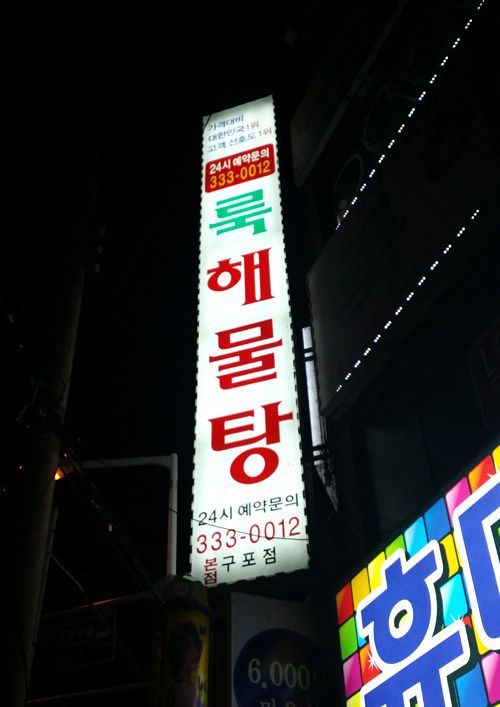 가격대비
대한민국1위
고객 선호도1위
24시 예약문의
333-0012
룩
해
물
탕
24시 예약문의
333-0012
본점 구포점
6,000
휴